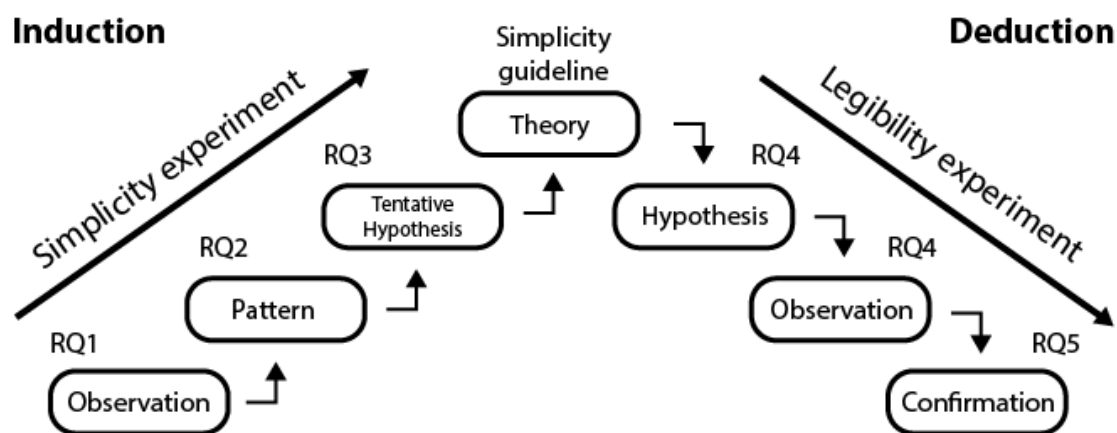 Induction
Deduction
Simplicity
guideline
Theory
Simplicity experiment
Legibility experiment
RQ3
Tentative
Hypothesis
RQ4
Hypothesis
RQ2
Pattern
RQ4
Observation
RQ1
Observation
RQ5
Confirmation